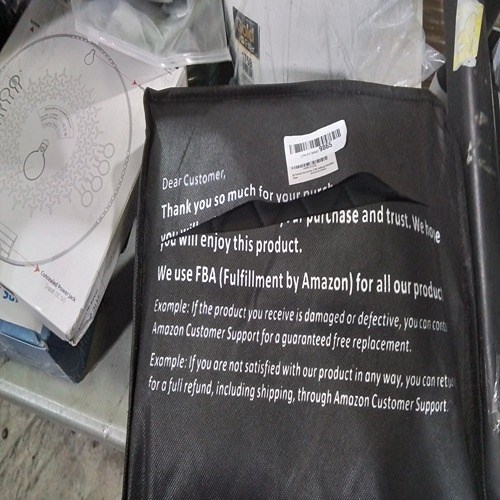 Dear Customer,
Thank you so much for your
purchase and trust. We hope
you will enjoy this product.
We use FBA (Fulfillment by Amazon) for all our produc
Example: If the product you receive is damaged or defective, you can conta
Amazon Customer Support for a guaranteed free replacement.
Example: If you are not satisfied with our product in any way, you can retu
for a full refund, including shipping, through Amazon Customer Support.
9865